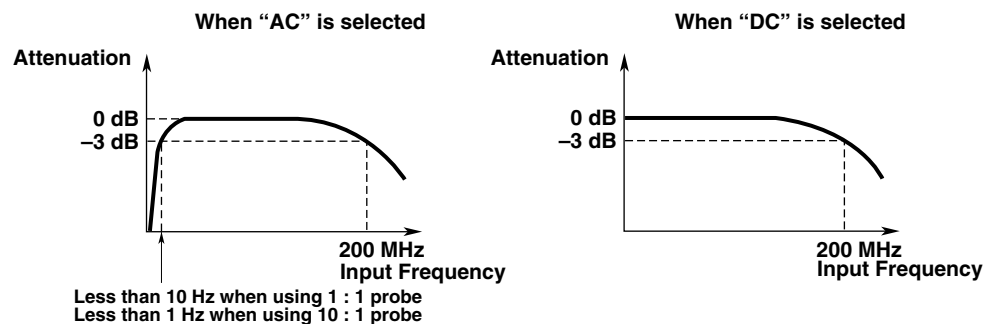 When “AC” is selected
Attenuation
0 dB
–3 dB
200 MHz
Input Frequency
Less than 10 Hz when using 1 : 1 probe
Less than 1 Hz when using 10 : 1 probe
When “DC” is selected
Attenuation
0 dB
–3 dB
200 MHz
Input Frequency